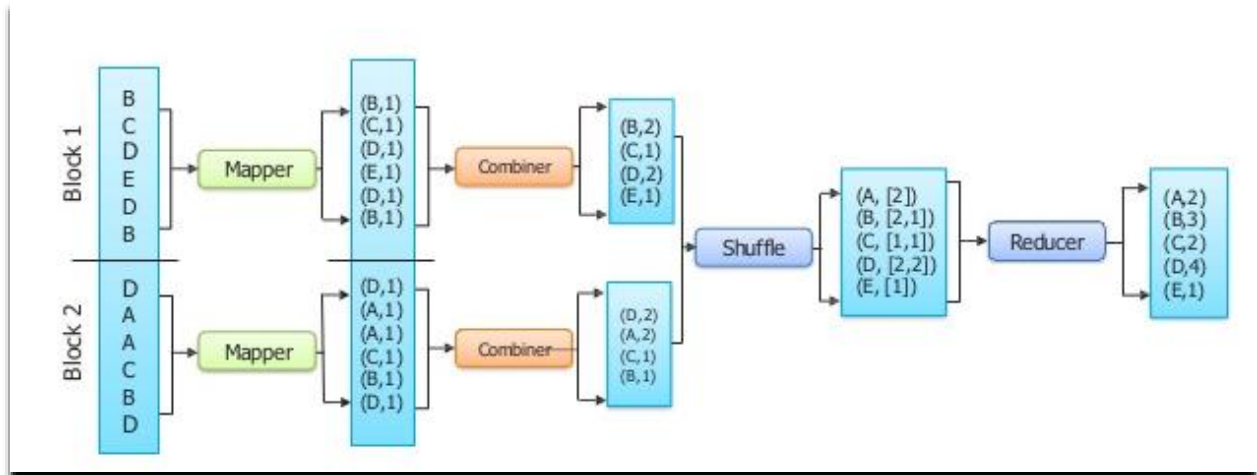 Block 1
B
C
D
E
D
B
Mapper
(B,1)
(C,1)
(D,1)
(E,1)
(D,1)
(B,1)
Combiner
(B,2)
(C,1)
(D,2)
(E,1)
Block 2
D
A
A
C
B
D
Mapper
(D,1)
(A,1)
(A,1)
(C,1)
(B,1)
(D,1)
Combiner
(D,2)
(A,2)
(C,1)
(B,1)
Shuffle
(A, [2])
(B, [2,1])
(C, [1,1])
(D, [2,2])
(E, [1])
Reducer
(A,2)
(B,3)
(C,2)
(D,4)
(E,1)